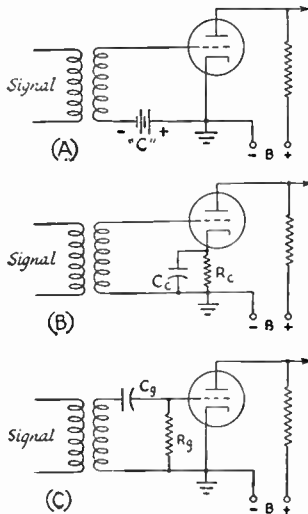 Signal
- "C" +
- B +
(A)
Signal
Cc
Rc
- B +
(B)
Signal
Cg
Rg
- B +
(C)